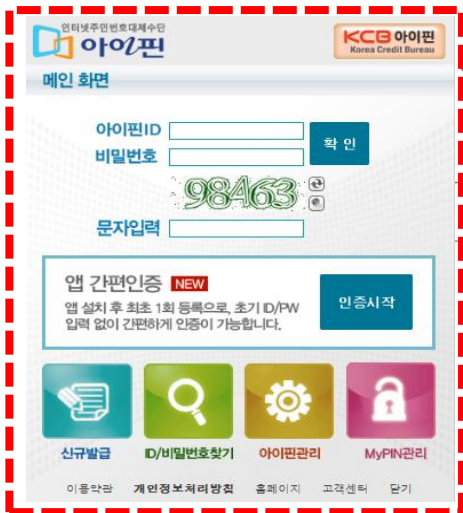 인터넷주민번호대체수단
아이핀
KCB 아이핀
Korea Credit Bureau
메인 화면
아이핀ID
비밀번호
확 인
98463
문자입력
앱 간편인증 NEW
앱 설치 후 최초 1회 등록으로, 초기 ID/PW
입력 없이 간편하게 인증이 가능합니다.
인증시작
신규발급 ID/비밀번호찾기 아이핀관리 MyPIN관리
이용약관 개인정보처리방침 홈페이지 고객센터 닫기